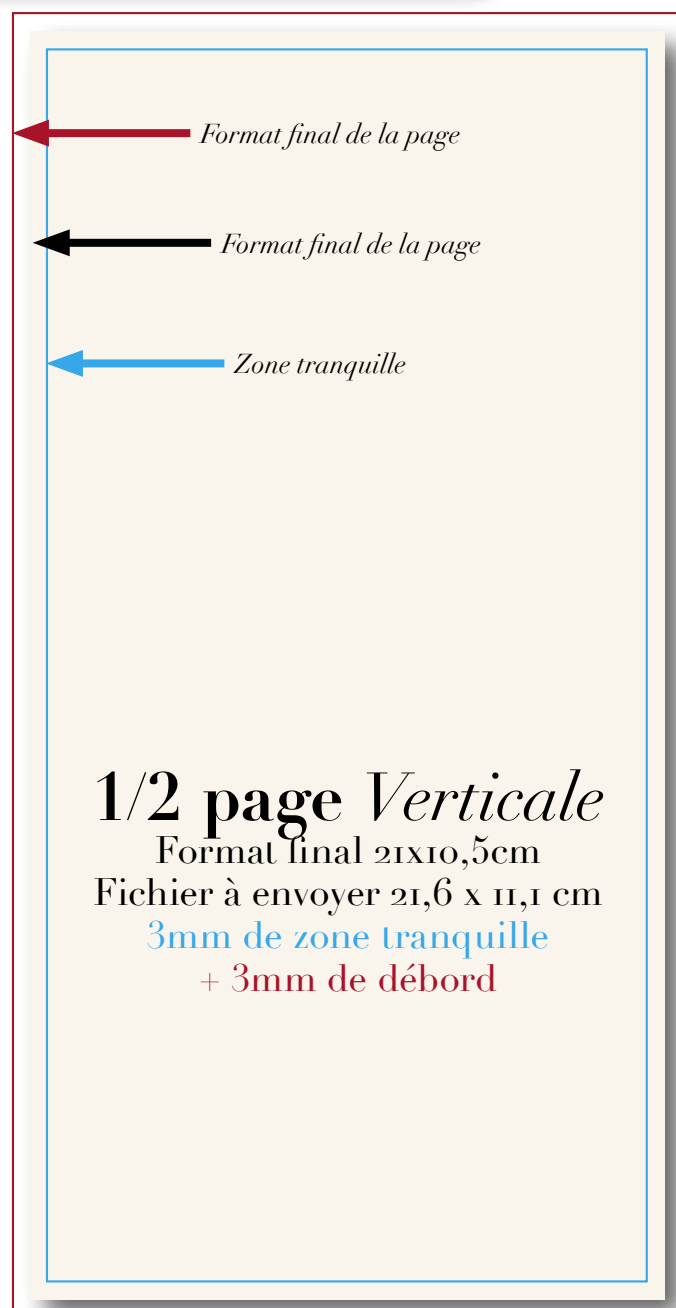 Format final de la page
Format final de la page
Zone tranquille
1/2 page Verticale
Format final 21x10,5cm
Fichier à envoyer 21,6 x 11,1 cm
3mm de zone tranquille
+ 3mm de débord